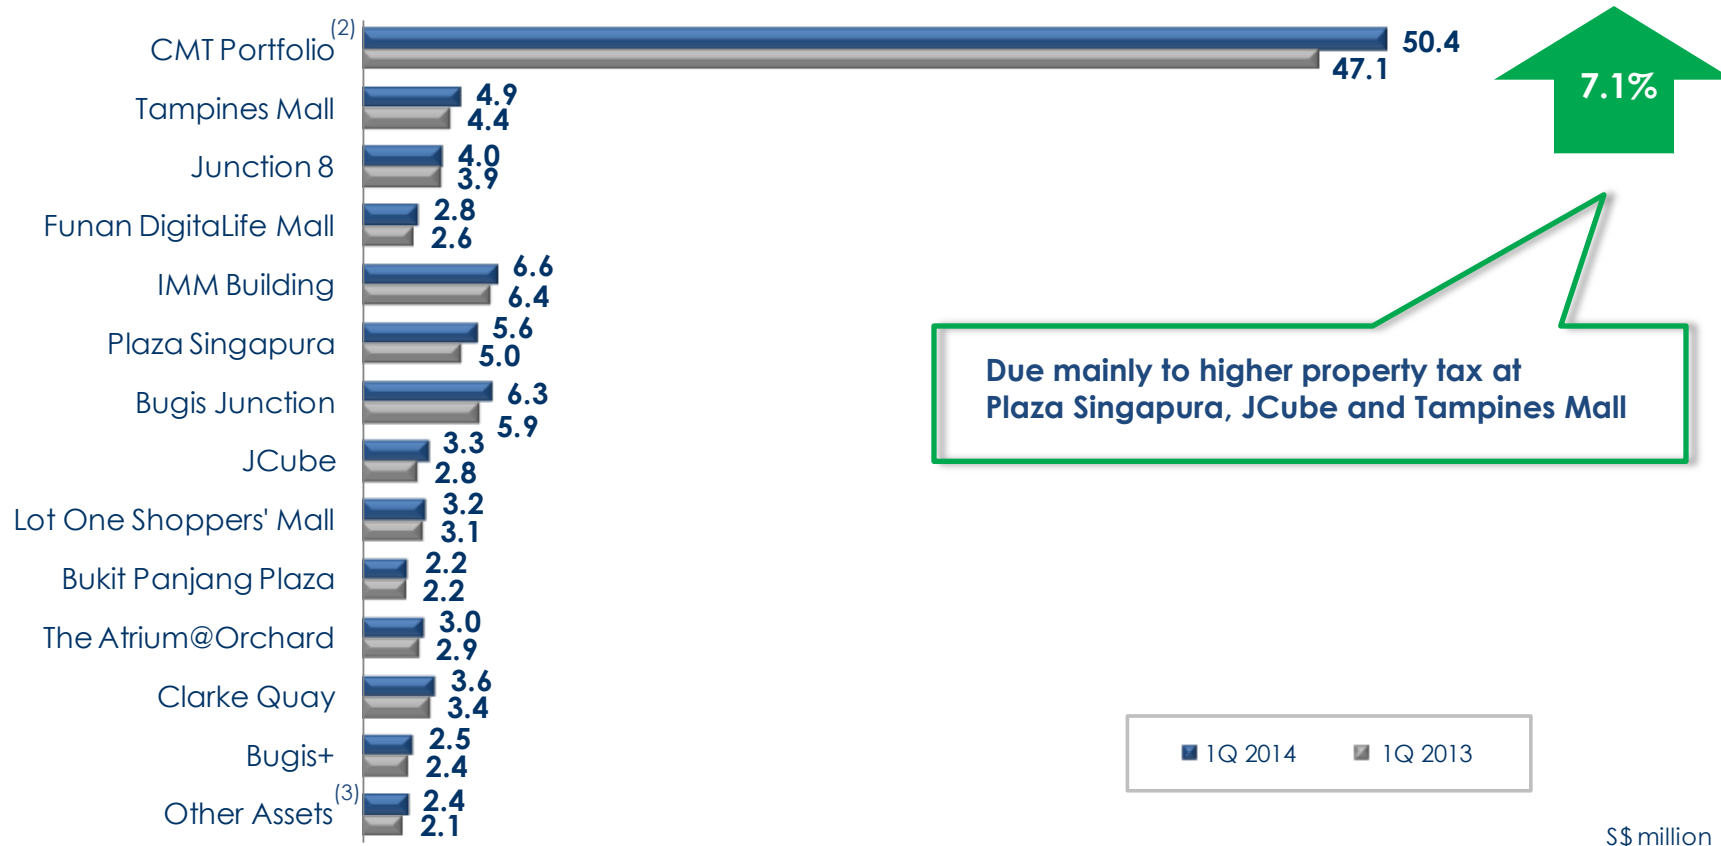 CMT Portfolio (2)
50.4
47.1
7.1%
Tampines Mall
4.9
4.4
Junction 8
4.0
3.9
Funan DigitaLife Mall
2.8
2.6
IMM Building
6.6
6.4
Plaza Singapura
5.6
5.0
Due mainly to higher property tax at
Plaza Singapura, JCube and Tampines Mall
Bugis Junction
6.3
5.9
JCube
3.3
2.8
Lot One Shoppers' Mall
3.2
3.1
Bukit Panjang Plaza
2.2
2.2
The Atrium@Orchard
3.0
2.9
Clarke Quay
3.6
3.4
Bugis+
2.5
2.4
1Q 2014
1Q 2013
Other Assets (3)
2.4
2.1
S$ million